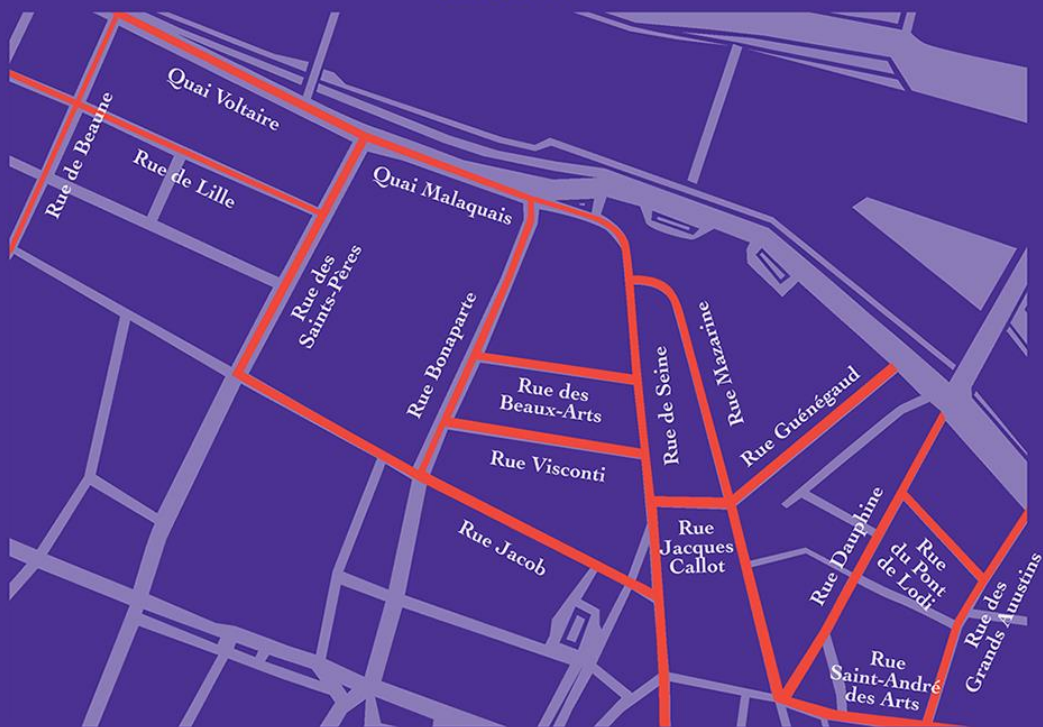 Quai Voltaire
Rue de Beaune
Rue de Lille
Quai Malaquais
Rue des
Saints-Pères
Rue Bonaparte
Rue des
Beaux-Arts
Rue Visconti
Rue Jacob
Rue de Seine
Rue Mazarine
Rue Guénégaud
Rue
Jacques
Callot
Rue Dauphine
Rue
du Pont
de Lodi
Rue des
Grands Auustins
Rue
Saint-André
des Arts